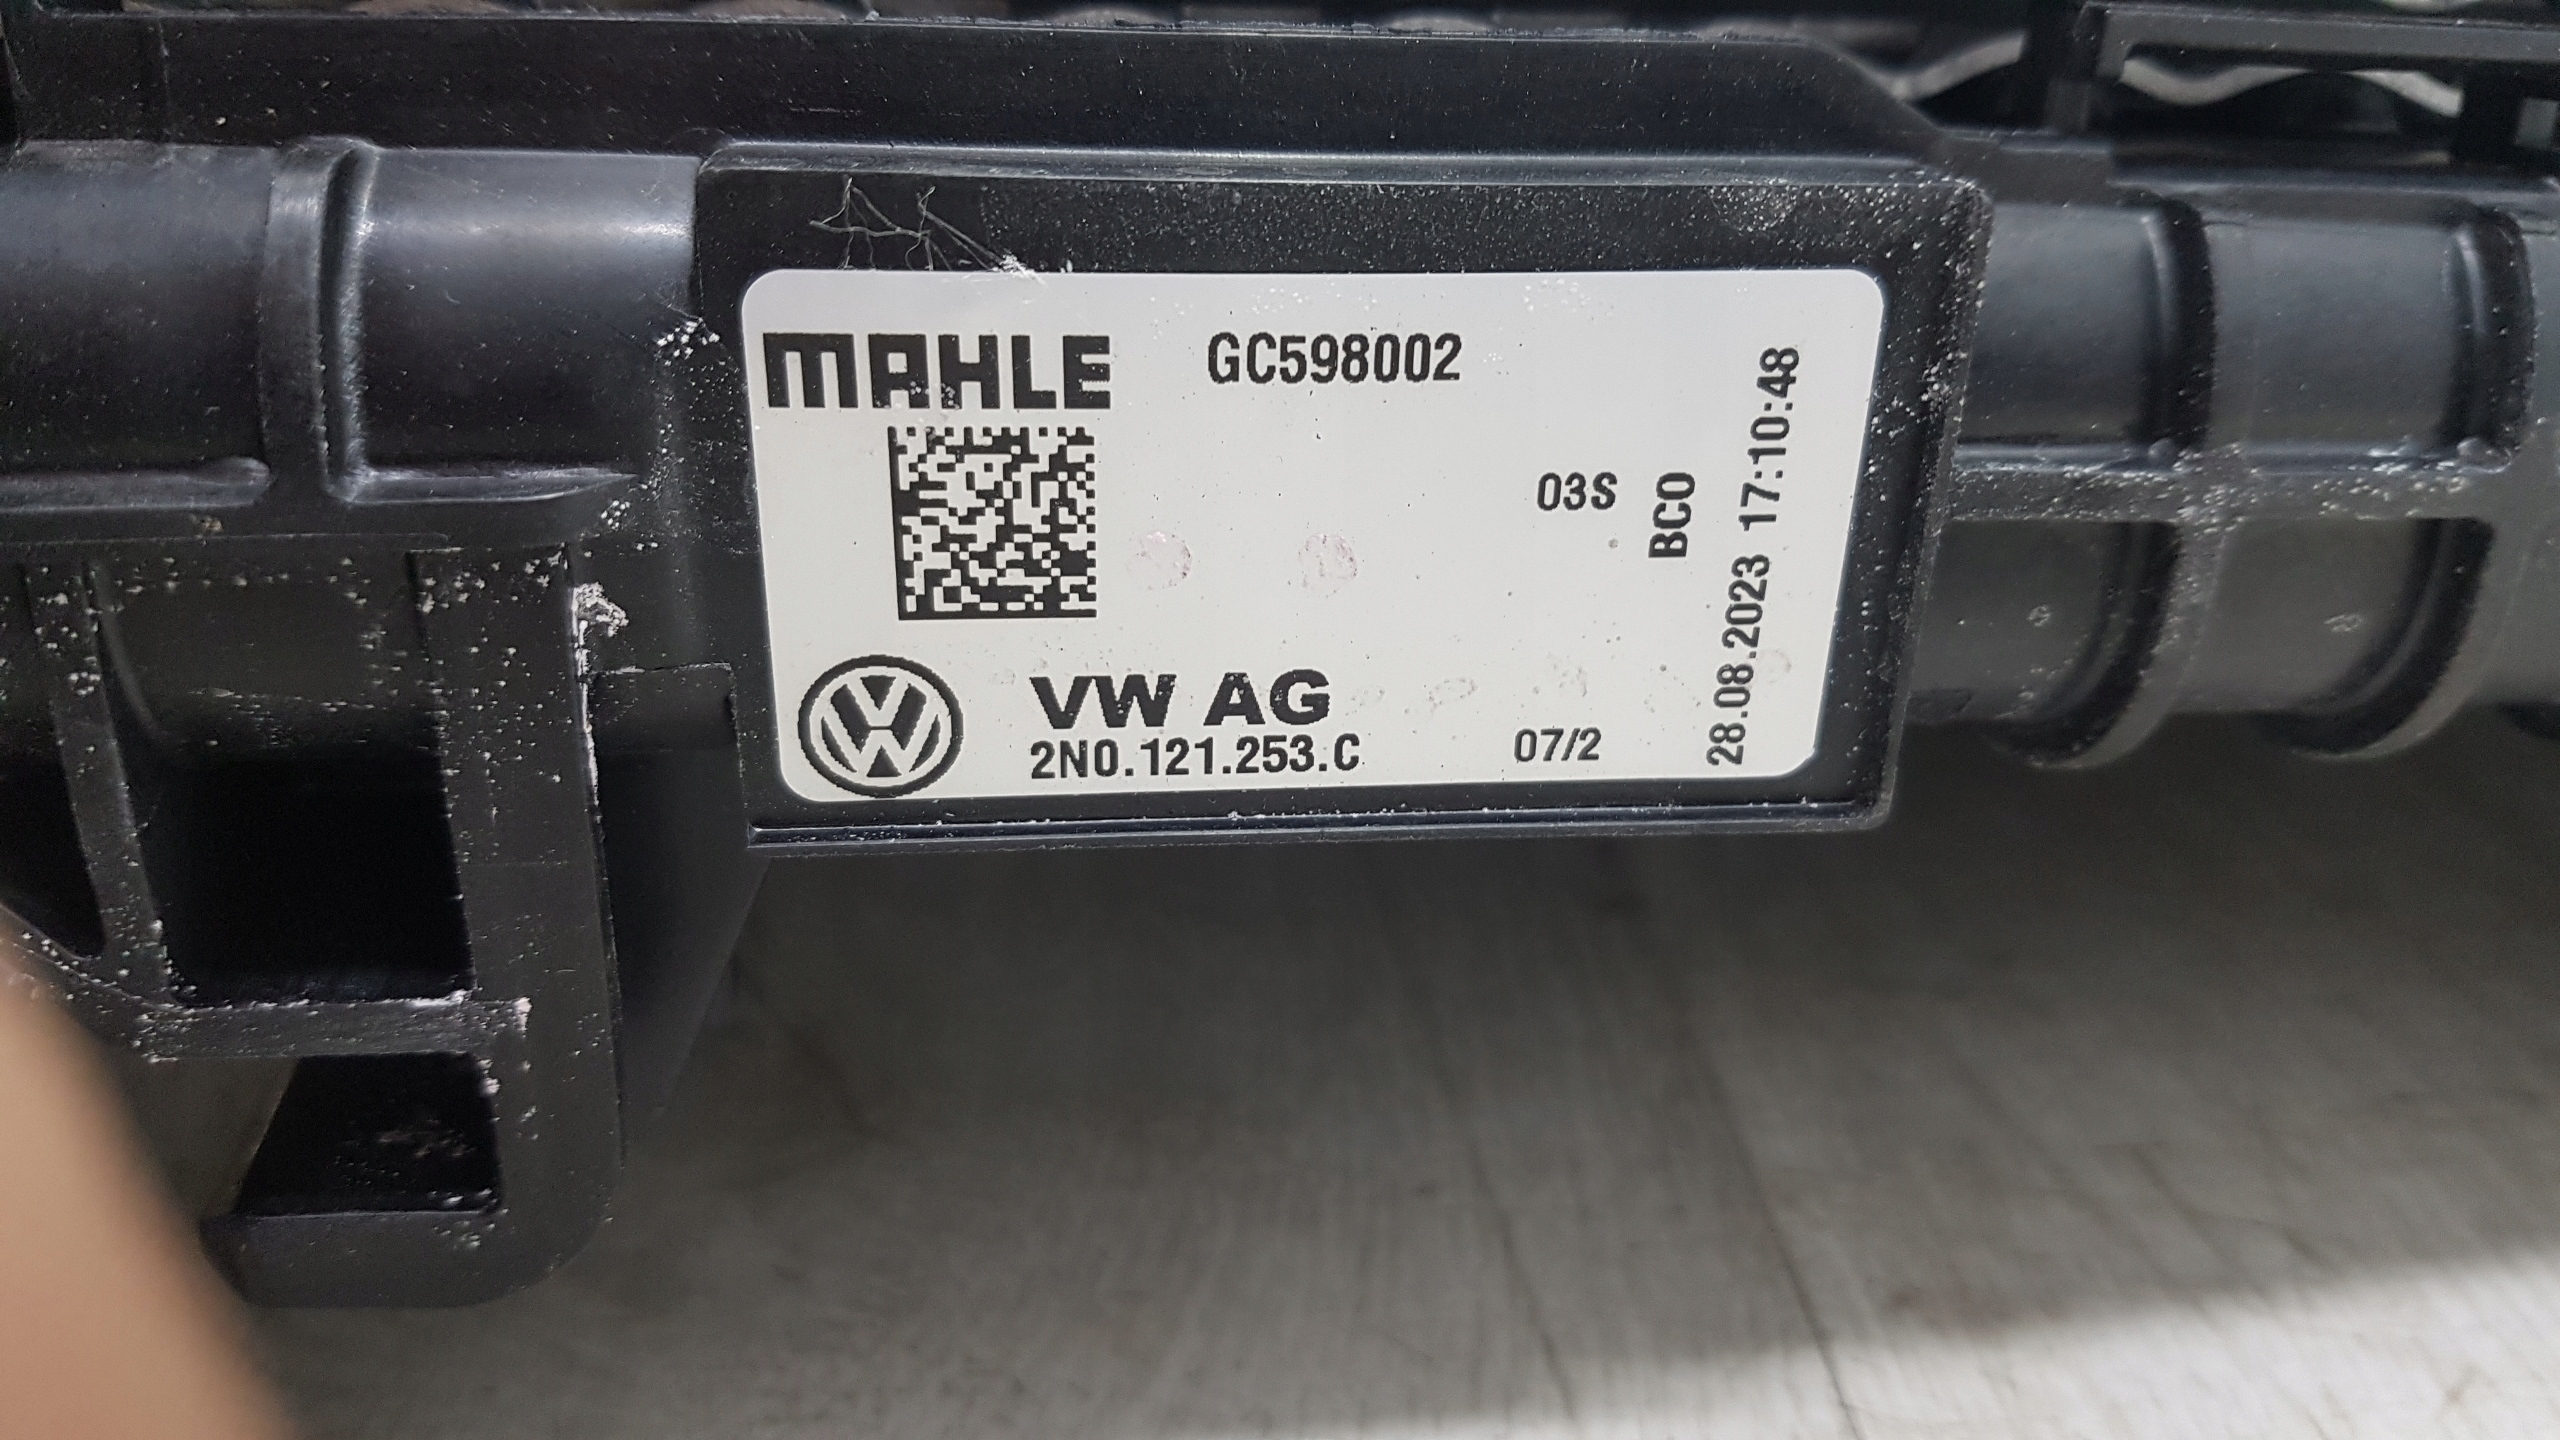 MAHLE GC598002
03S
BC0
28.08.2023 17:10:48
VW AG
2N0.121.253.C
07/2